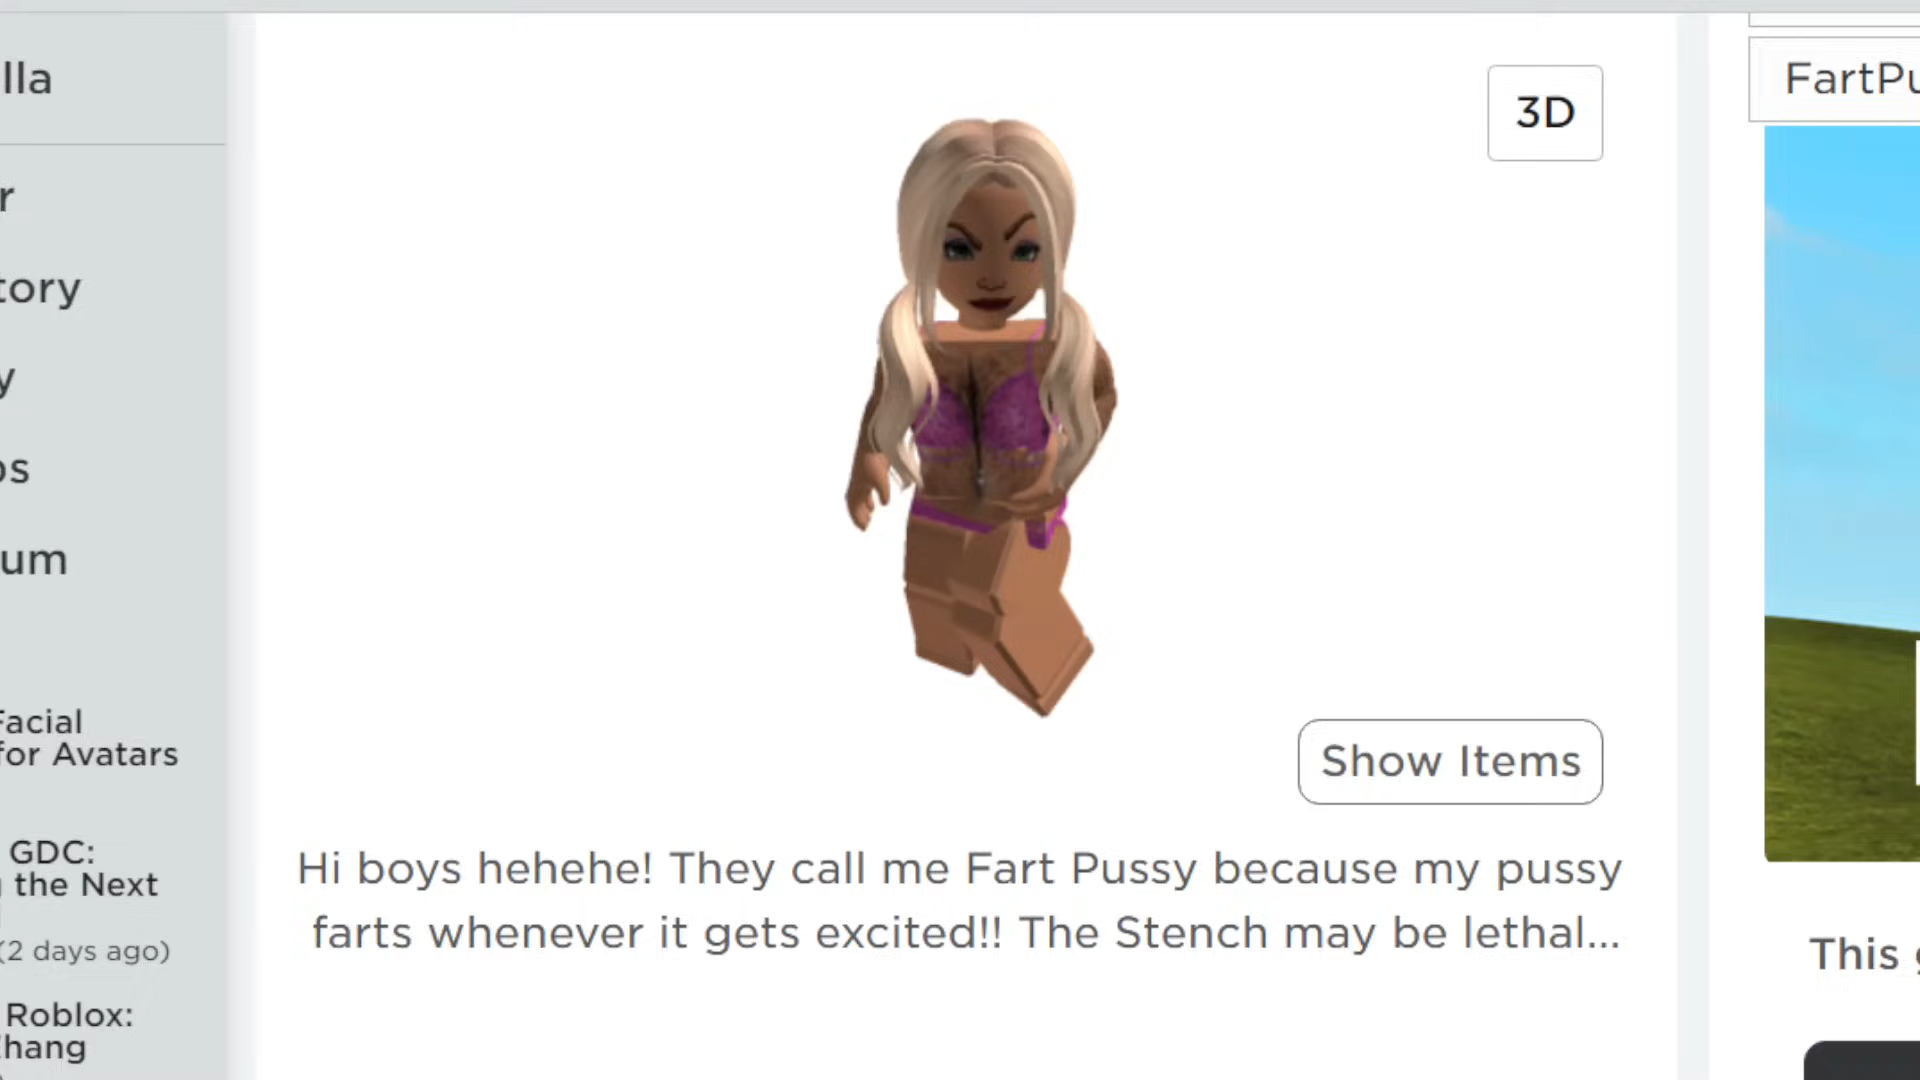 lla
r
tory
y
os
um
Facial
for Avatars
GDC:
the Next
(2 days ago)
Roblox:
Chang
3D
Show Items
Hi boys hehehe! They call me Fart Pussy because my pussy
farts whenever it gets excited!! The Stench may be lethal...
FartPu
This